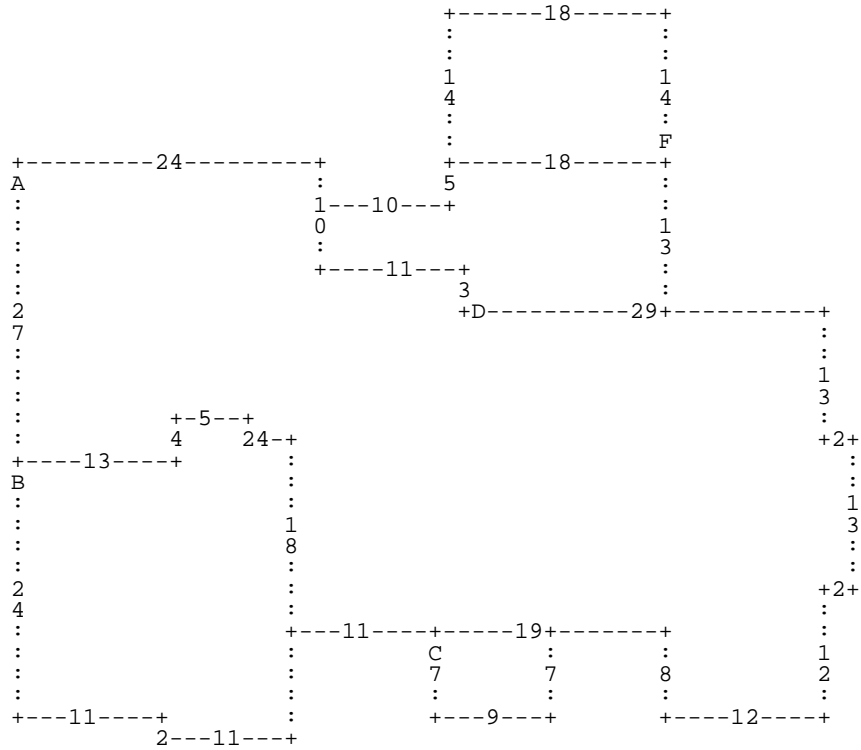 +------18------+
: :
: :
1 1
4 4
: :
: F
+---------24---------+ +------18------+
A : 5 :
: 1---10---+ :
: 0 1
: : 3
: +----11---+ :
: 3 :
2 +D----------29+----------+
7 :
: :
: 1
: 3
: +-5--+ :
: 4 24-+ +2+
+----13----+ : :
B : :
: : 1
: 1 3
: 8 :
: : :
2 : +2+
4 : :
: +---11----+-----19+-------+ :
: : C : : 1
: : 7 7 8 2
: : : : : :
+---11----+ : +---9---+ +----12----+
2---11---+